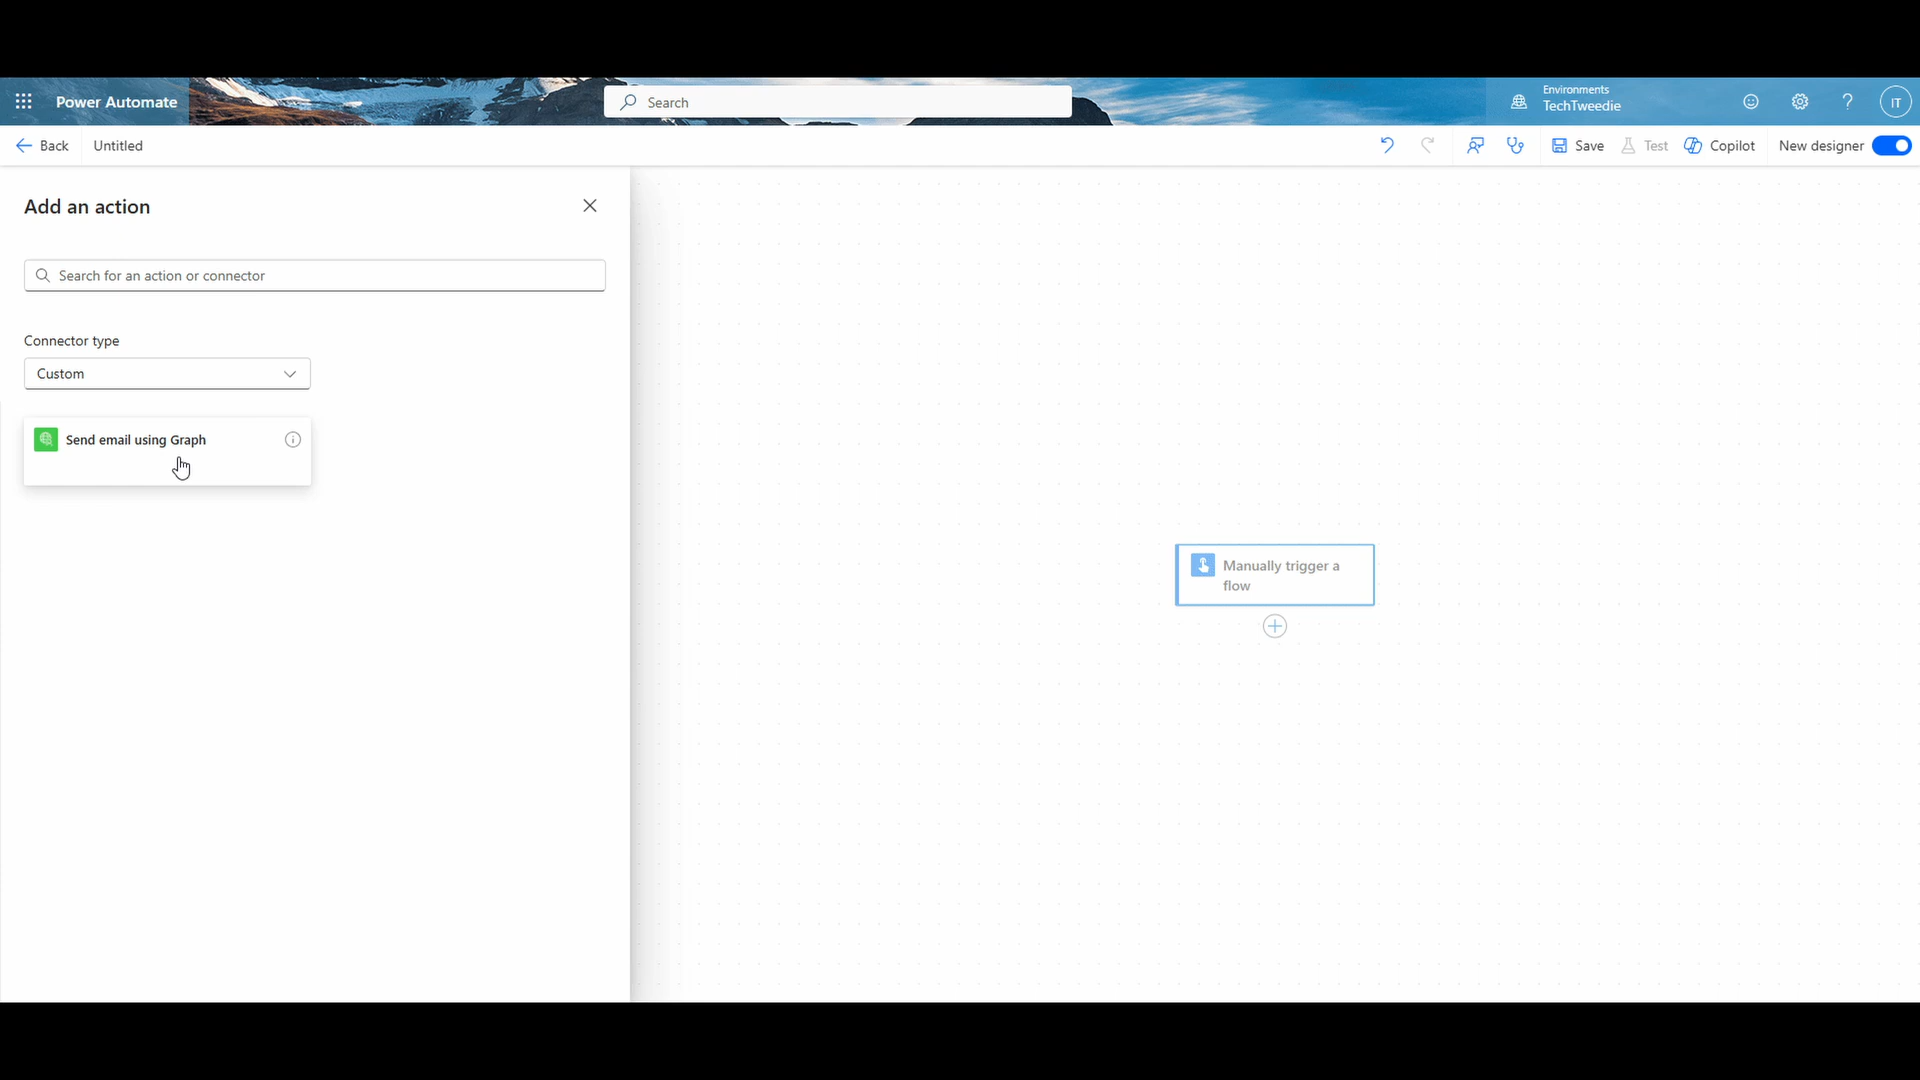 Power Automate
Search
Environments
TechTweedie
?
IT
Back
Untitled
Save
Test
Copilot
New designer
Add an action
Search for an action or connector
Connector type
Custom
Send email using Graph
Manually trigger a
flow